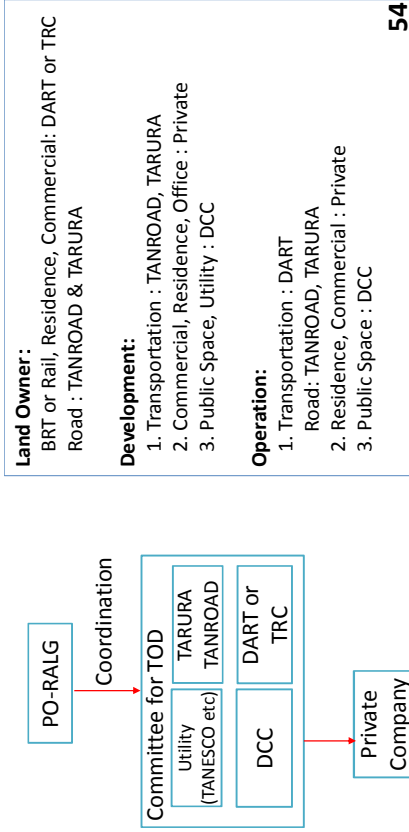 PO-RALG
Coordination
Committee for TOD
Utility
(TANESCO etc)
TARURA
TANROAD
DCC
DART or
TRC
Private
Company
Land Owner:
BRT or Rail, Residence, Commercial: DART or TRC
Road : TANROAD & TARURA
Development:
1. Transportation : TANROAD, TARURA
2. Commercial, Residence, Office : Private
3. Public Space, Utility : DCC
Operation:
1. Transportation : DART
Road: TANROAD, TARURA
2. Residence, Commercial : Private
3. Public Space : DCC
54